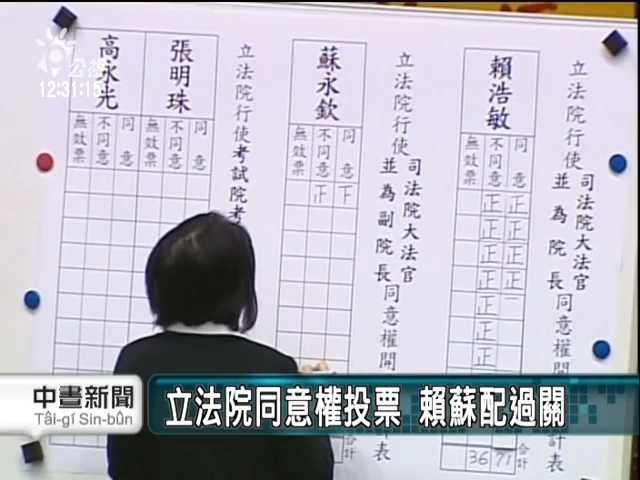 公視
12:31:15
立法院行使司法院大法官並為院長同意權開
計表
賴浩敏
同意
不同意
無效票
正正
正正
正正
正正
正
正
正
36
71
合計
立法院行使司法院大法官並為副院長同意權開
表
蘇永欽
同意
不同意
無效票
正下
立法院行使考試院考
張明珠
同意
不同意
無效票
高永光
同意
不同意
無效票
中晝新聞
Tâi-gí Sin-bûn
立法院同意權投票 賴蘇配過關